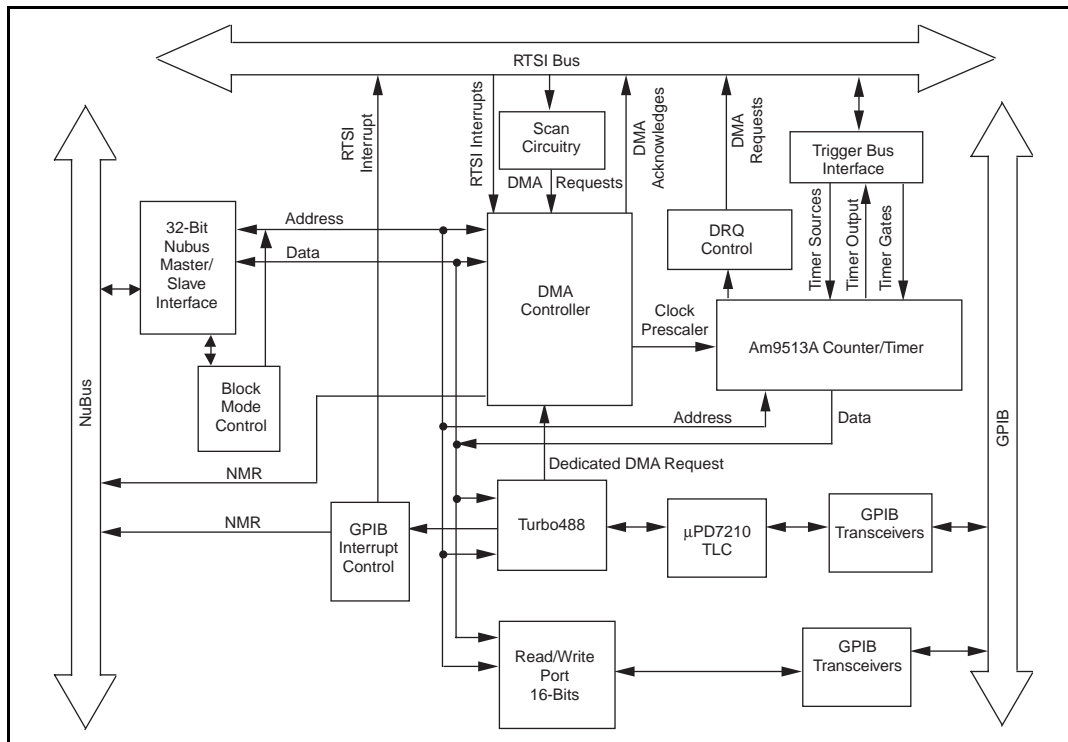 RTSI Bus
RTSI
Interrupt
RTSI Interrupts
Scan
Circuitry
DMA Requests
DMA
Acknowledges
DMA
Requests
Trigger Bus
Interface
32-Bit
Nubus
Master/
Slave
Interface
Address
Data
DMA
Controller
DRQ
Control
Timer Sources
Timer Output
Timer Gates
Clock
Prescaler
Am9513A Counter/Timer
Block
Mode
Control
NuBus
GPIB
Address
Data
NMR
Dedicated DMA Request
NMR
GPIB
Interrupt
Control
Turbo488
µPD7210
TLC
GPIB
Transceivers
Read/Write
Port
16-Bits
GPIB
Transceivers